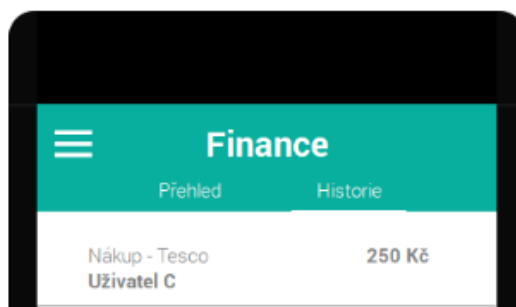 Finance
Přehled Historie
Nákup - Tesco 250 Kč
Uživatel C